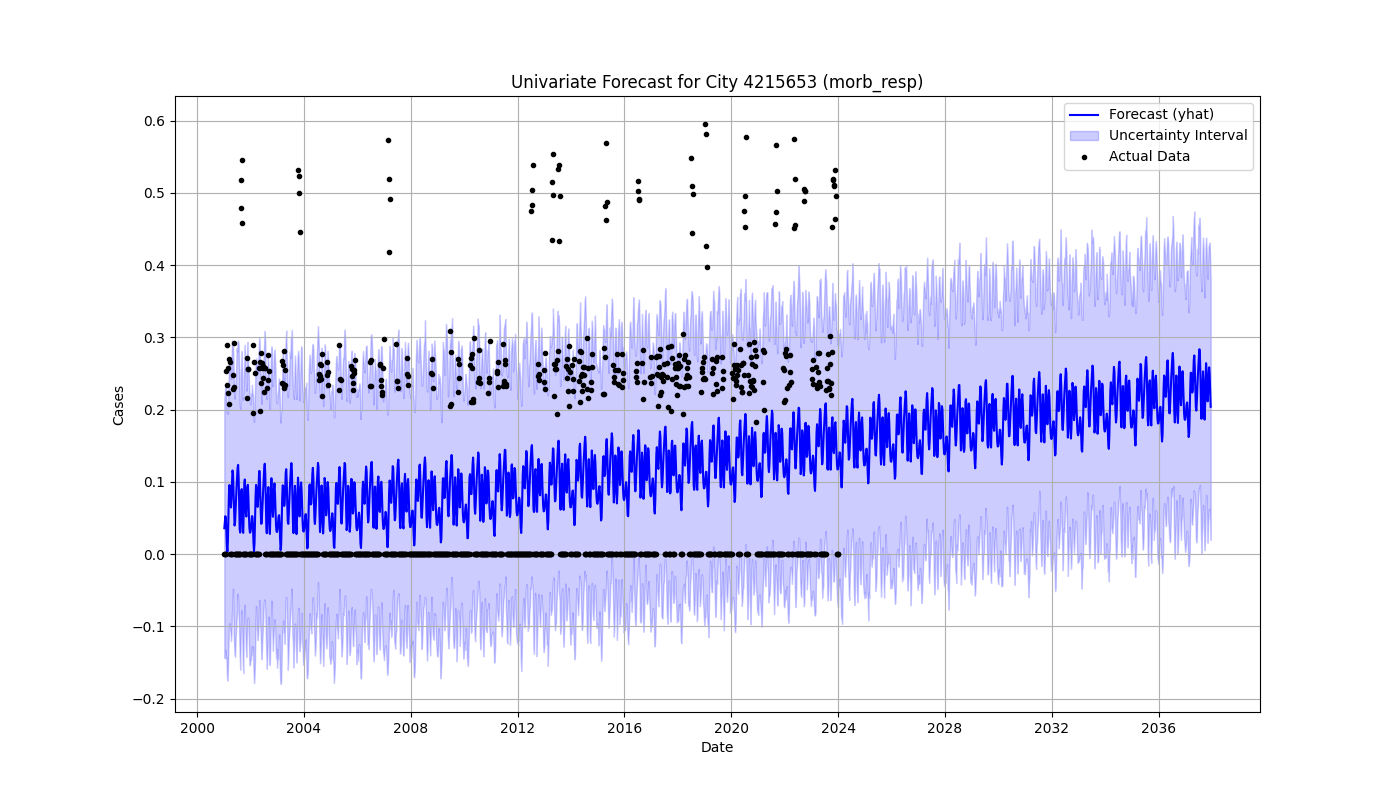 Univariate Forecast for City 4215653 (morb_resp)
Forecast (yhat)
Uncertainty Interval
Actual Data
Cases
0.6
0.5
0.4
0.3
0.2
0.1
0.0
−0.1
−0.2
2000 2004 2008 2012 2016 2020 2024 2028 2032 2036
Date